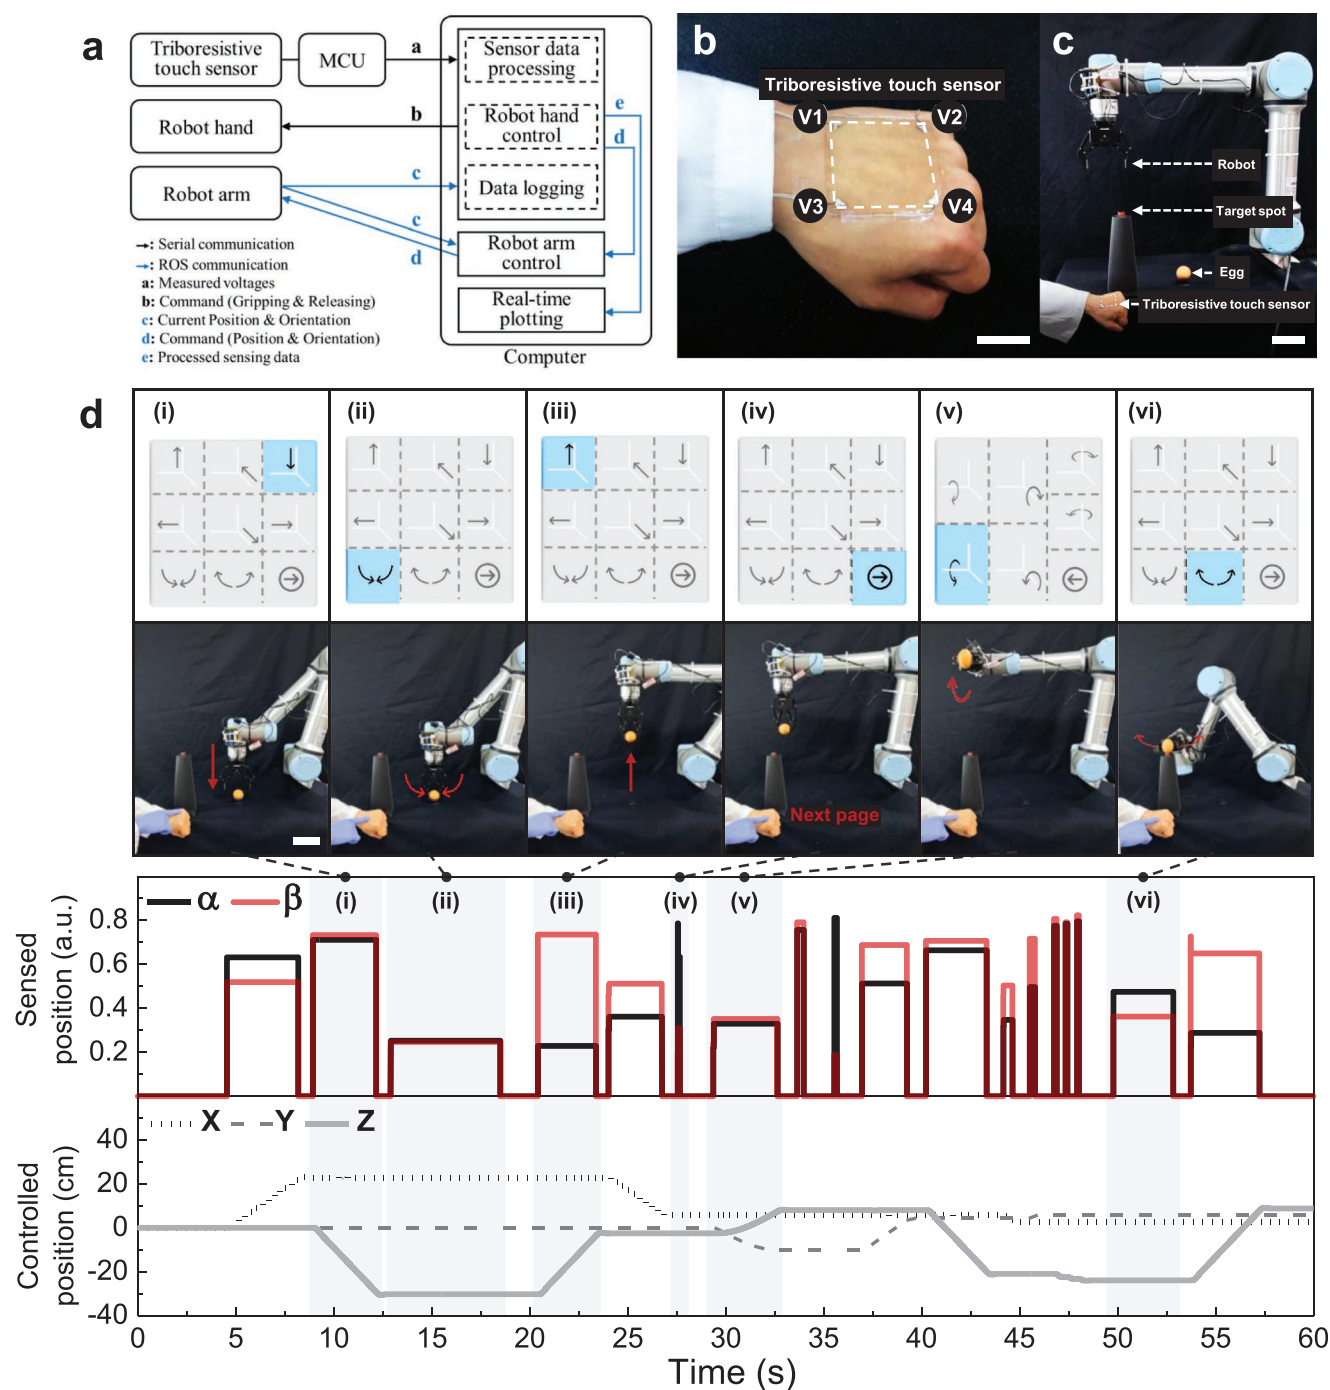 a
Triboresistive
touch sensor
MCU
a
Sensor data
processing
Robot hand
b
Robot hand
control
e
d
Robot arm
c
Data logging
c
d
Robot arm
control
Real-time
plotting
Computer
: Serial communication
: ROS communication
a: Measured voltages
b: Command (Gripping & Releasing)
c: Current Position & Orientation
d: Command (Position & Orientation)
e: Processed sensing data
b
Triboresistive touch sensor
V1
V2
V3
V4
c
Robot
Target spot
Egg
Triboresistive touch sensor
d
(i)
(ii)
(iii)
(iv)
(v)
(vi)
Next page
α
β
(i)
(ii)
(iii)
(iv)
(v)
(vi)
Sensed
position (a.u.)
0.8
0.6
0.4
0.2
X
Y
Z
Controlled
position (cm)
40
20
0
-20
-40
0 5 10 15 20 25 30 35 40 45 50 55 60
Time (s)